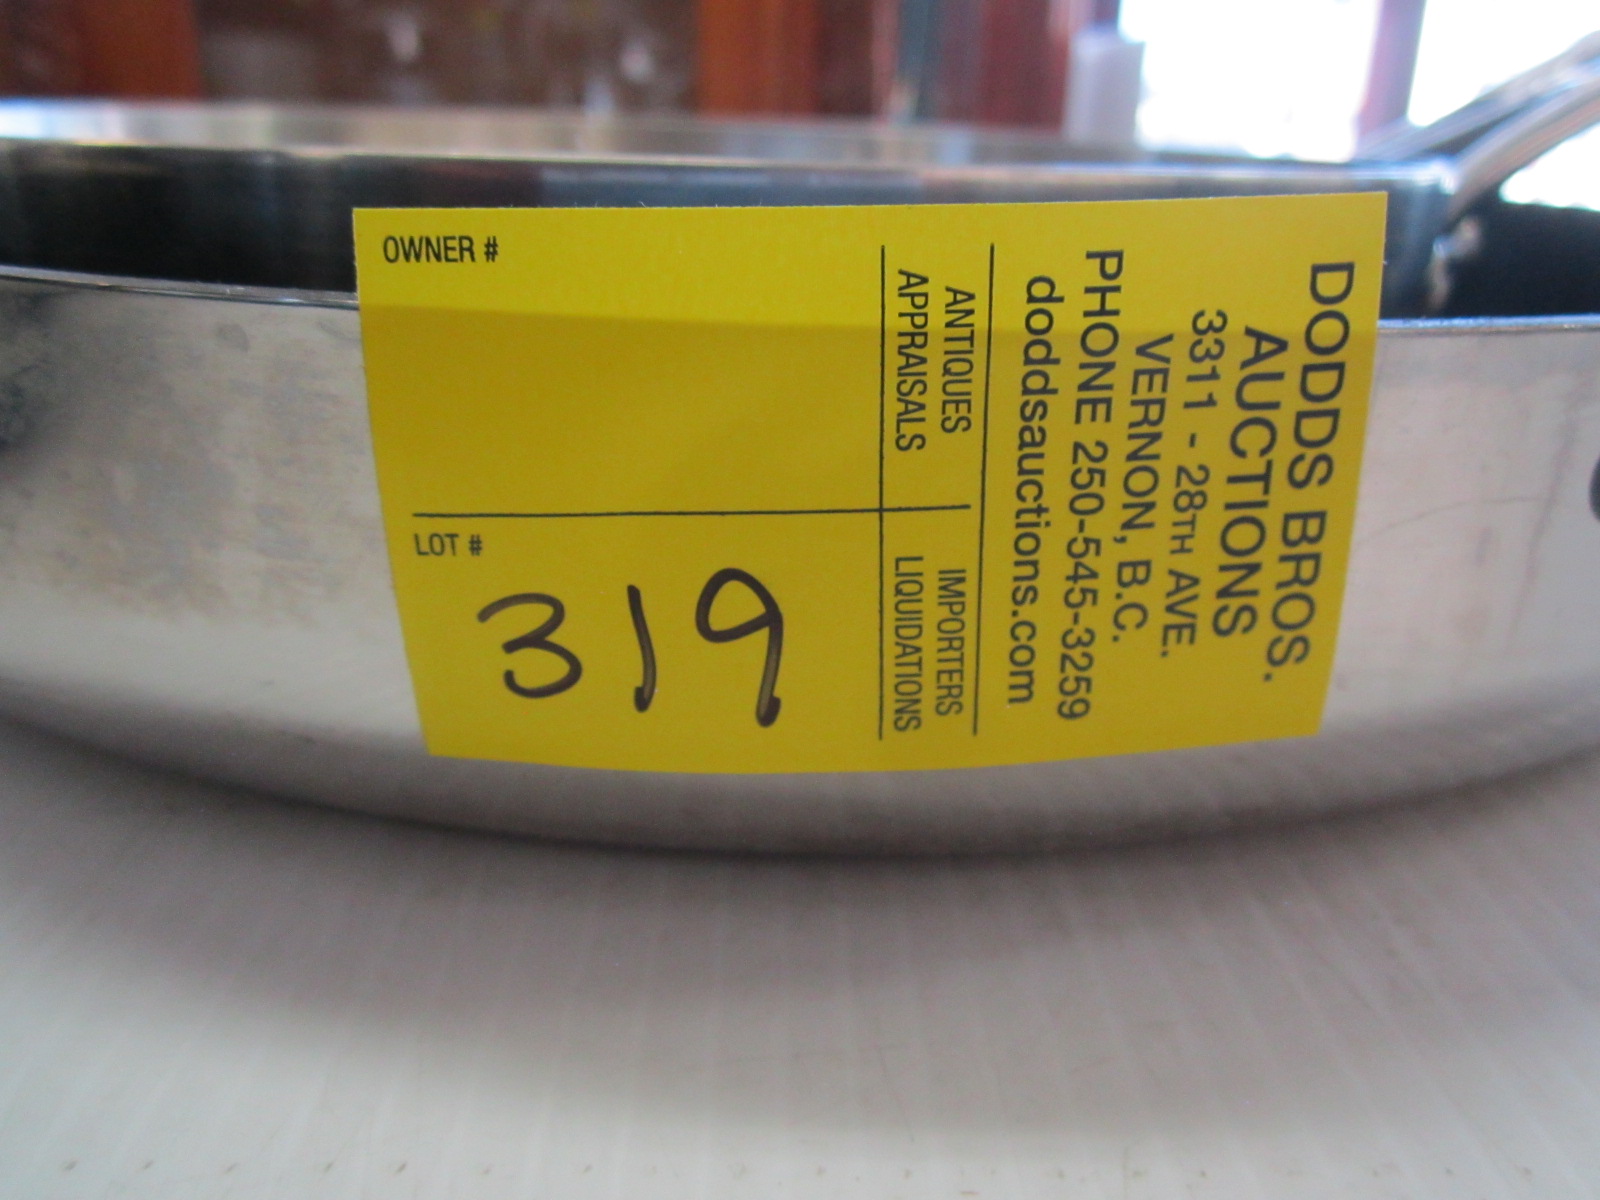 DODDS BROS.
AUCTIONS
3311 - 28TH AVE.
VERNON, B.C.
PHONE 250-545-3259
doddsauctions.com
ANTIQUES
APPRAISALS
IMPORTERS
LIQUIDATIONS
OWNER #
LOT #
319